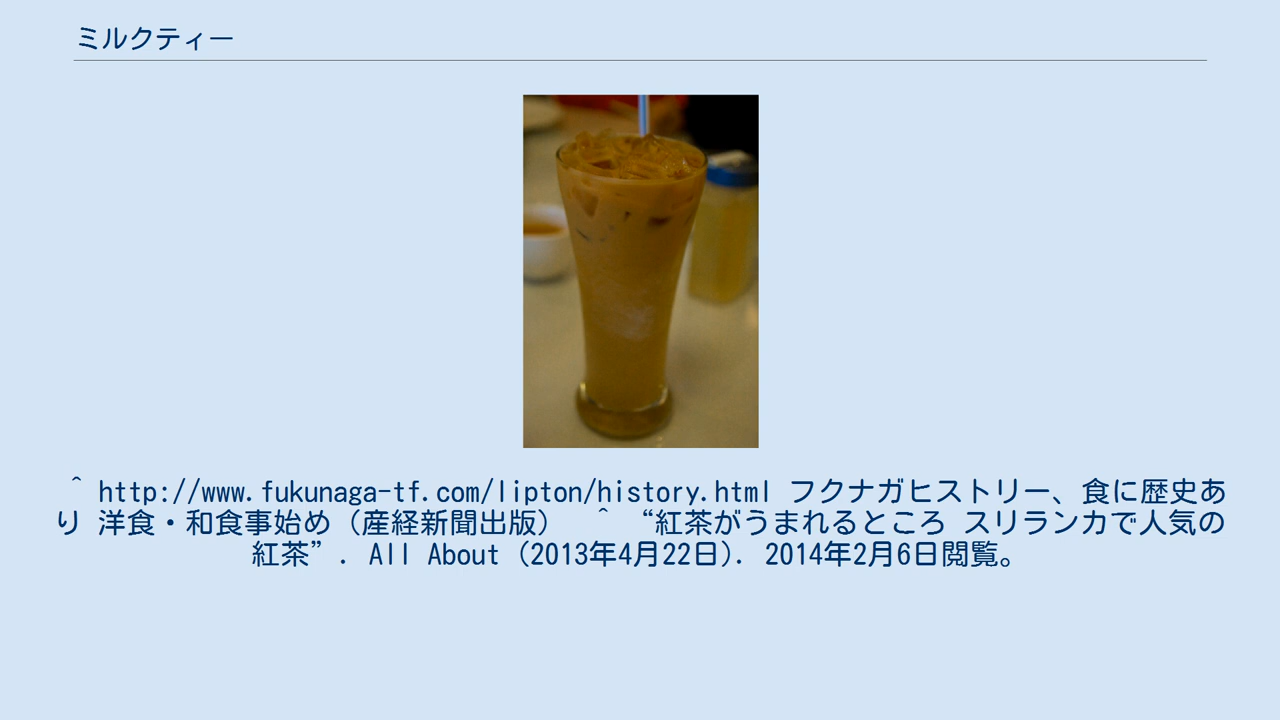 ミルクティー
^ http://www.fukunaga-tf.com/lipton/history.html フクナガヒストリー、食に歴史あ
り 洋食・和食事始め（産経新聞出版）　^ “紅茶がうまれるところ スリランカで人気の
紅茶”. All About (2013年4月22日). 2014年2月6日閲覧。